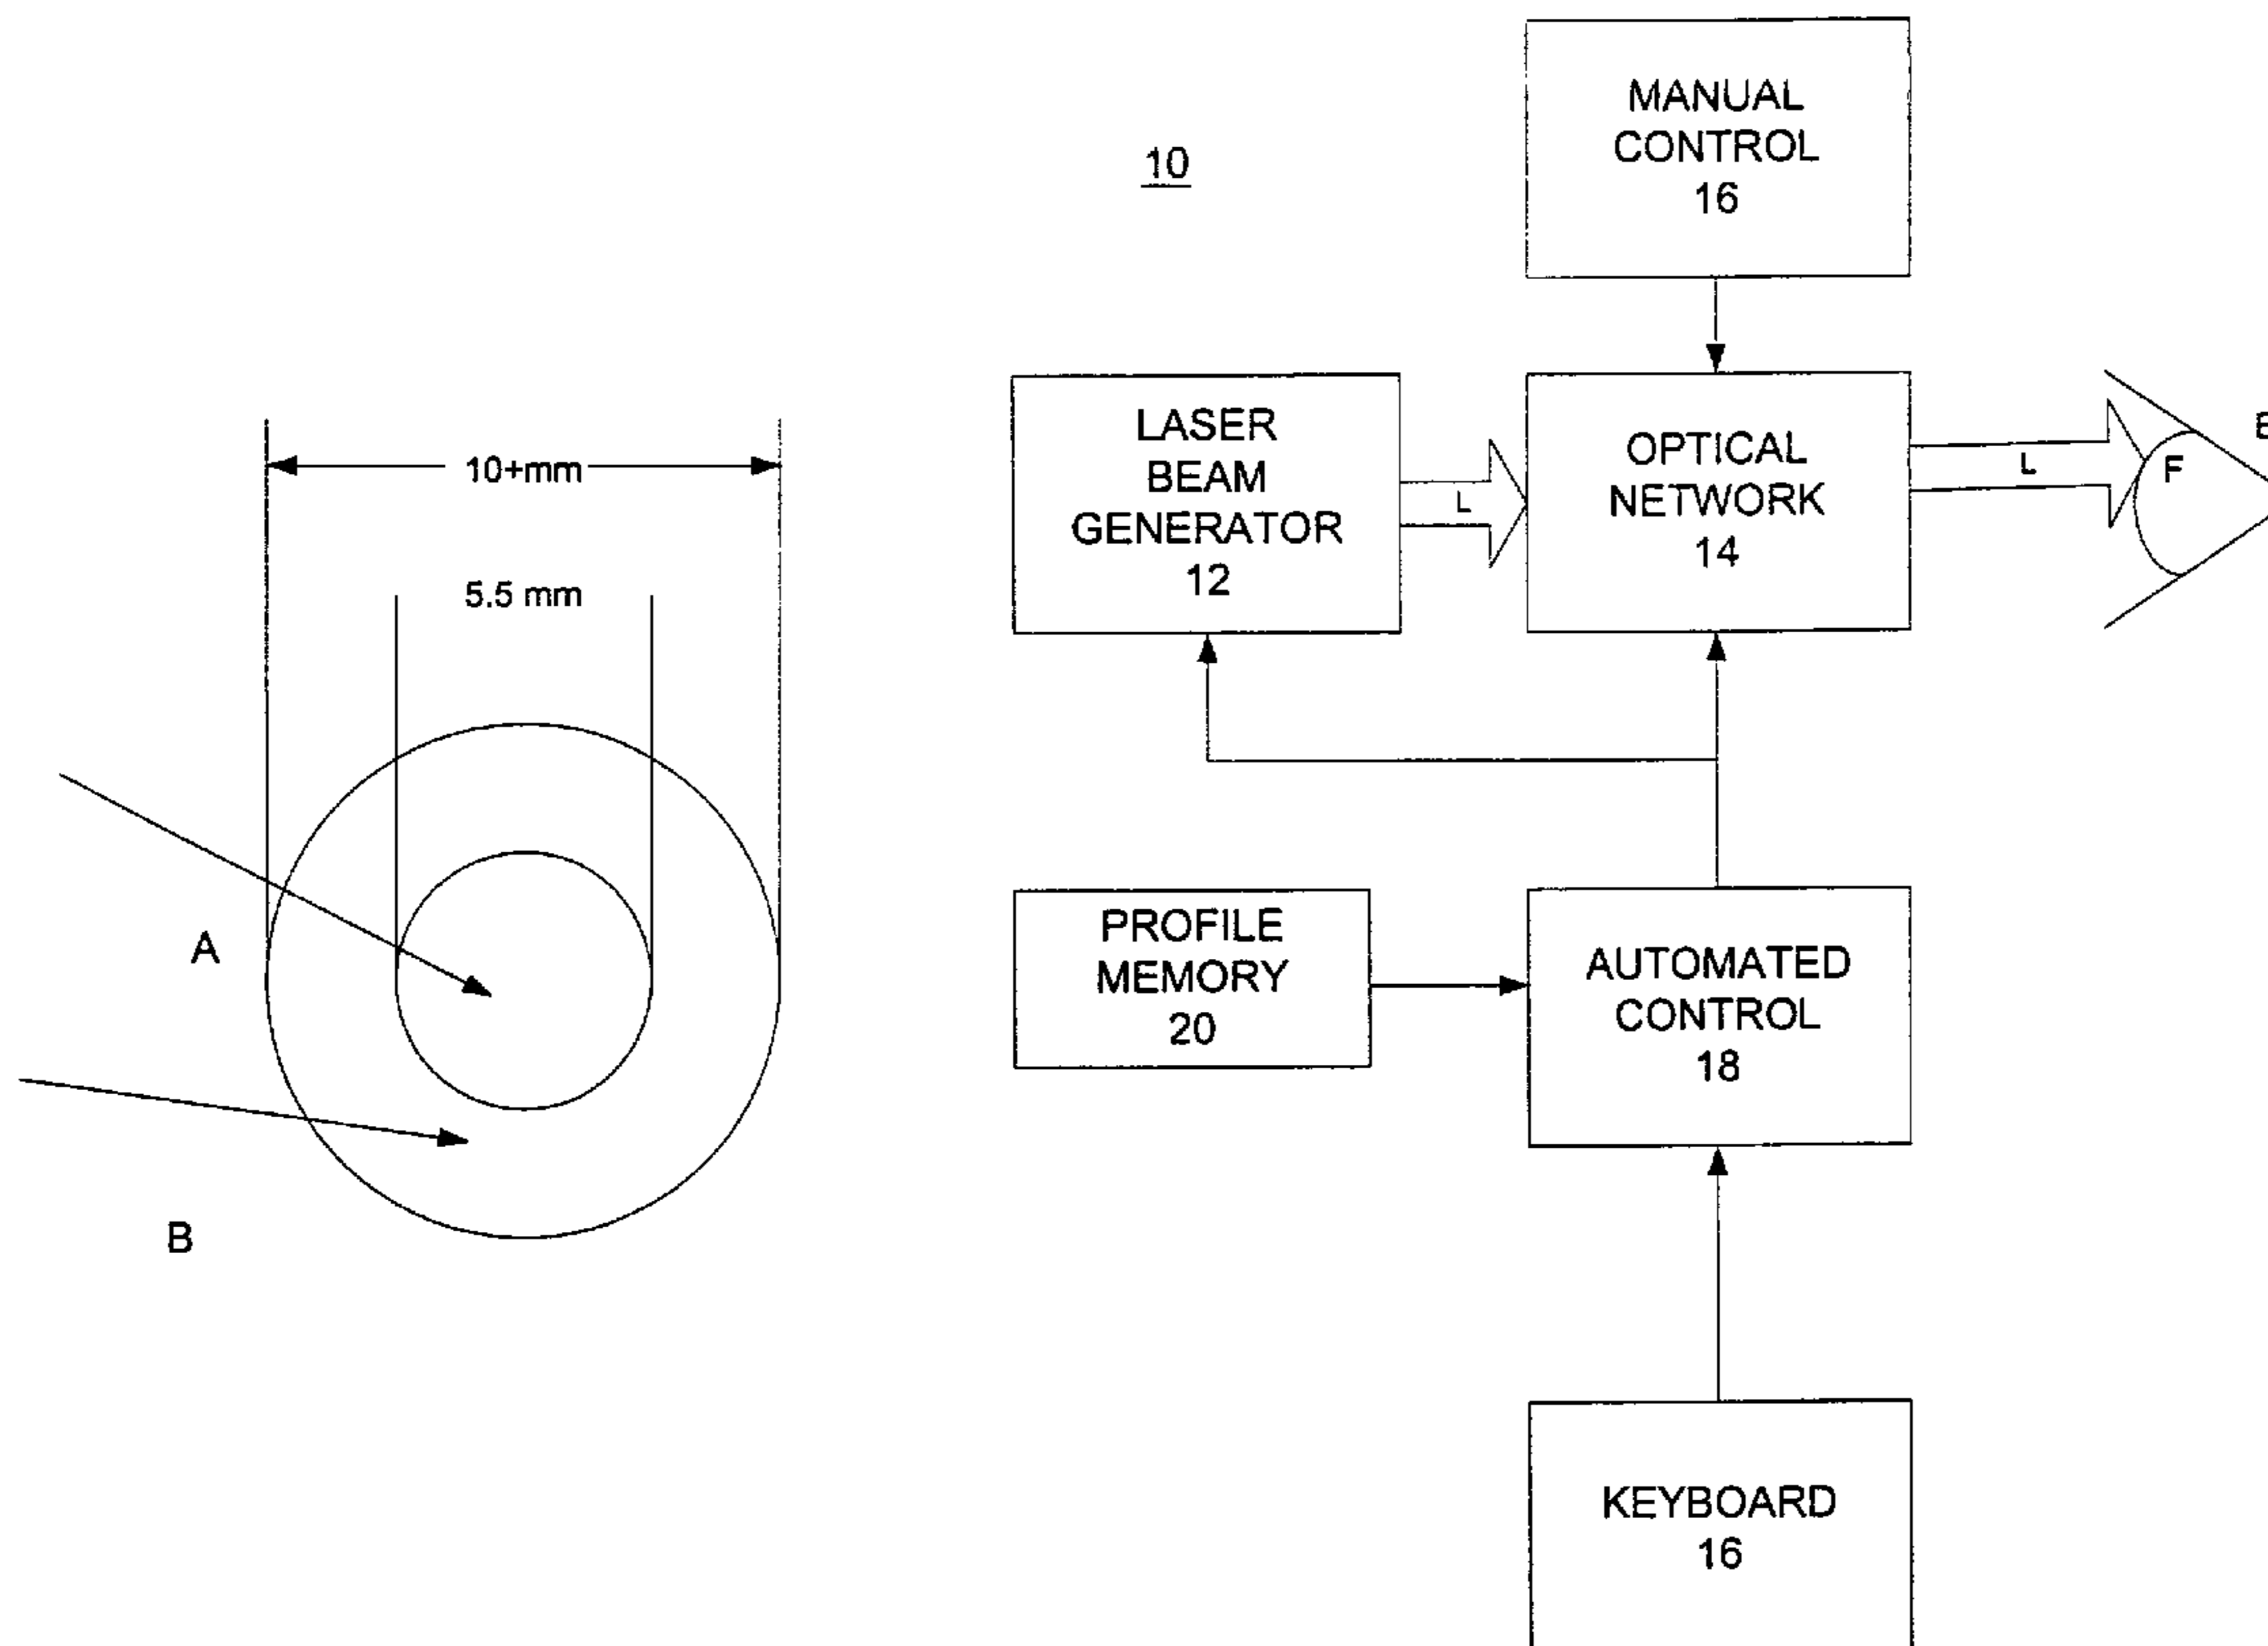 10+mm
5.5 mm
A
B
10
MANUAL
CONTROL
16
LASER
BEAM
GENERATOR
12
L
OPTICAL
NETWORK
14
L
F
PROFILE
MEMORY
20
AUTOMATED
CONTROL
18
KEYBOARD
16